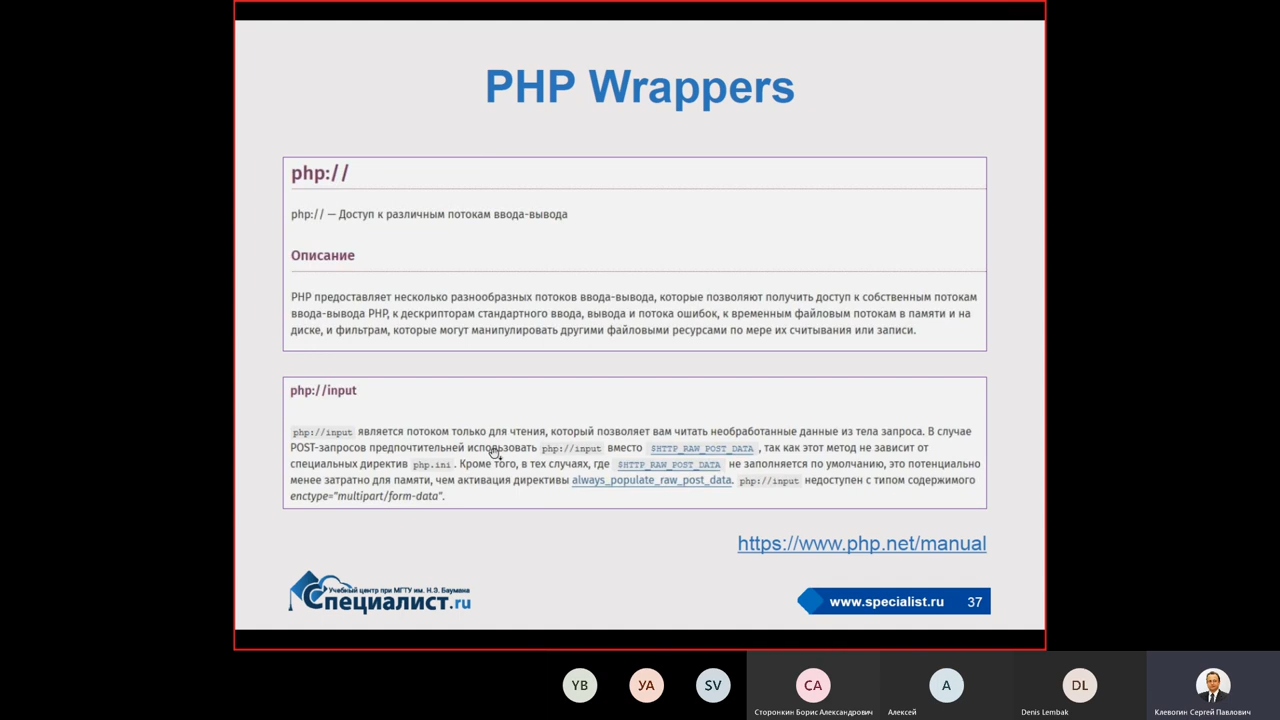 PHP Wrappers
php://
php:// — Доступ к различным потокам ввода-вывода
Описание
PHP предоставляет несколько разнообразных потоков ввода-вывода, которые позволяют получить доступ к собственным потокам
ввода-вывода PHP, к дескрипторам стандартного ввода, вывода и потока ошибок, к временным файловым потокам в памяти и на
диске, и фильтрам, которые могут манипулировать другими файловыми ресурсами по мере их считывания или записи.
php://input
php://input является потоком только для чтения, который позволяет вам читать необработанные данные из тела запроса. В случае
POST-запросов предпочтительней использовать php://input вместо $HTTP_RAW_POST_DATA , так как этот метод не зависит от
специальных директив php.ini. Кроме того, в тех случаях, где $HTTP_RAW_POST_DATA не заполняется по умолчанию, это потенциально
менее затратно для памяти, чем активация директивы always_populate_raw_post_data. php://input недоступен с типом содержимого
enctype="multipart/form-data".
https://www.php.net/manual
Учебный центр при МГТУ им. Н.Э. Баумана
Специалист.ru
www.specialist.ru 37
YB УА SV СА А DL
Сторонкин Борис Александрович Алексей Denis Lembak Клевогин Сергей Павлович